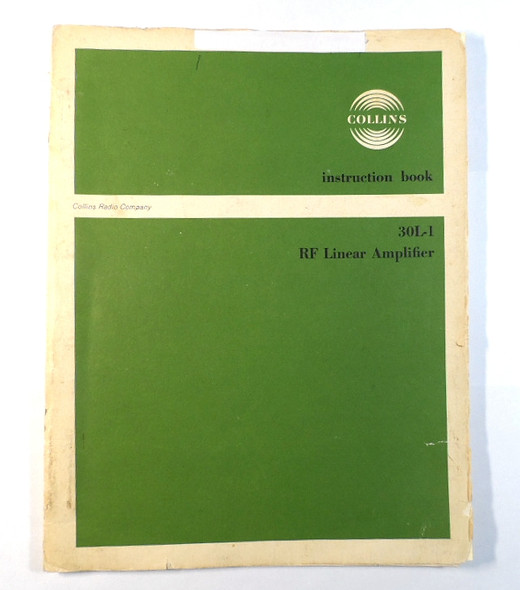 COLLINS
instruction book
Collins Radio Company
30L-1
RF Linear Amplifier